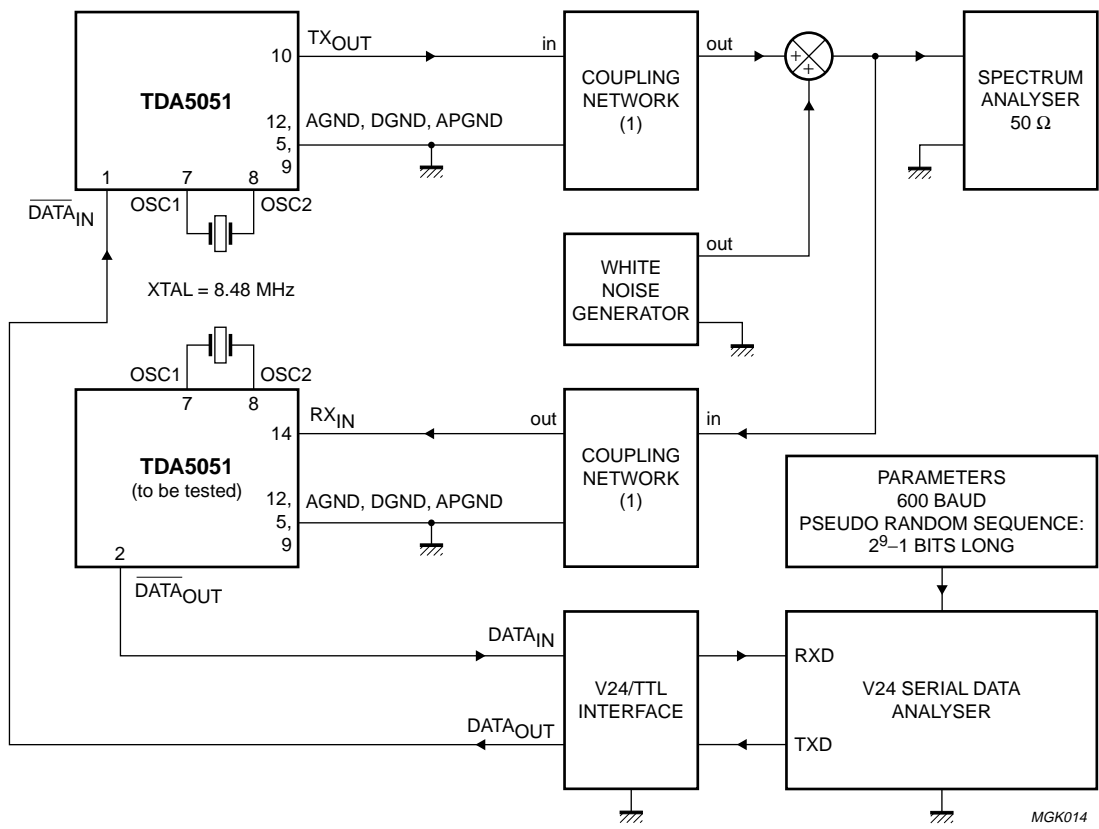 TX_OUT
10
TDA5051
12,
5,
9
AGND, DGND, APGND
1
7
8
DATA_IN
OSC1
OSC2
in
COUPLING
NETWORK
(1)
out
+
+
SPECTRUM
ANALYSER
50 Ω
WHITE
NOISE
GENERATOR
out
XTAL = 8.48 MHz
OSC1
OSC2
7
8
RX_IN
14
TDA5051
(to be tested)
12,
5,
9
AGND, DGND, APGND
2
DATA_OUT
out
COUPLING
NETWORK
(1)
in
PARAMETERS
600 BAUD
PSEUDO RANDOM SEQUENCE:
2⁹–1 BITS LONG
DATA_IN
DATA_OUT
V24/TTL
INTERFACE
RXD
V24 SERIAL DATA
ANALYSER
TXD
MGK014